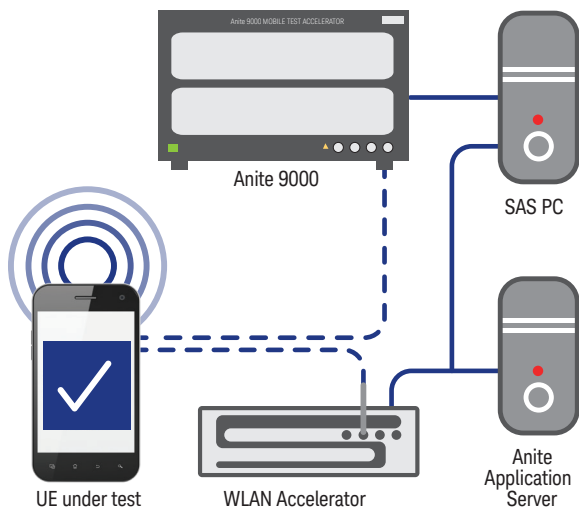 Anite 9000 MOBILE TEST ACCELERATOR
Anite 9000
SAS PC
UE under test
WLAN Accelerator
Anite
Application
Server